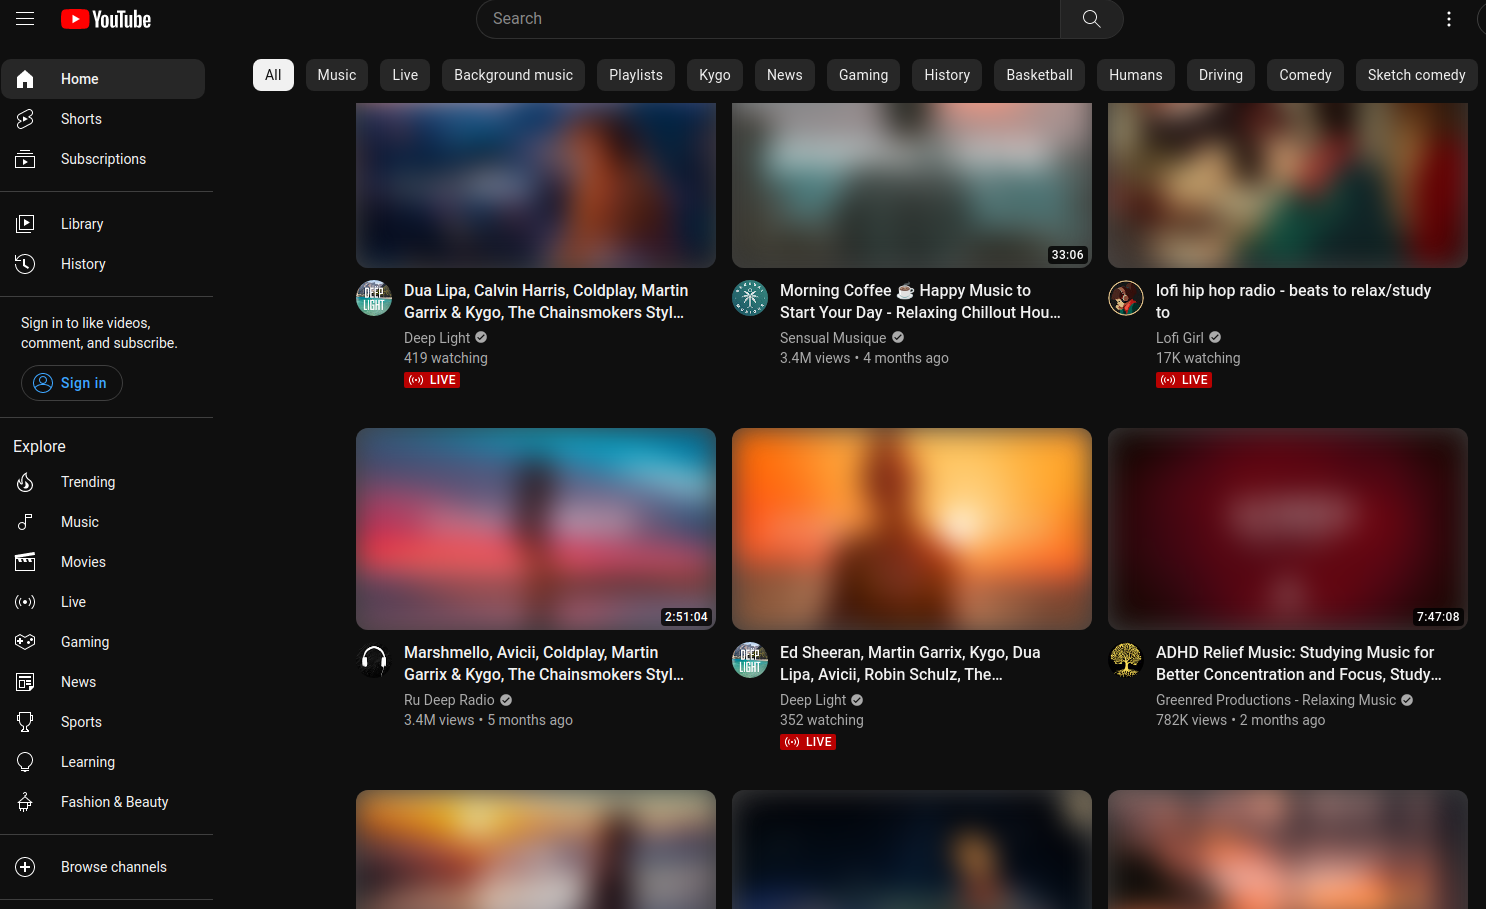 YouTube
Search
Home
Shorts
Subscriptions
Library
History
Sign in to like videos,
comment, and subscribe.
Sign in
Explore
Trending
Music
Movies
Live
Gaming
News
Sports
Learning
Fashion & Beauty
Browse channels
All
Music
Live
Background music
Playlists
Kygo
News
Gaming
History
Basketball
Humans
Driving
Comedy
Sketch comedy
DEEP
LIGHT
Dua Lipa, Calvin Harris, Coldplay, Martin
Garrix & Kygo, The Chainsmokers Styl...
Deep Light
419 watching
LIVE
33:06
Morning Coffee ☕ Happy Music to
Start Your Day - Relaxing Chillout Hou...
Sensual Musique
3.4M views • 4 months ago
lofi hip hop radio - beats to relax/study
to
Lofi Girl
17K watching
LIVE
2:51:04
Marshmello, Avicii, Coldplay, Martin
Garrix & Kygo, The Chainsmokers Styl...
Ru Deep Radio
3.4M views • 5 months ago
DEEP
LIGHT
Ed Sheeran, Martin Garrix, Kygo, Dua
Lipa, Avicii, Robin Schulz, The...
Deep Light
352 watching
LIVE
7:47:08
ADHD Relief Music: Studying Music for
Better Concentration and Focus, Study...
Greenred Productions - Relaxing Music
782K views • 2 months ago